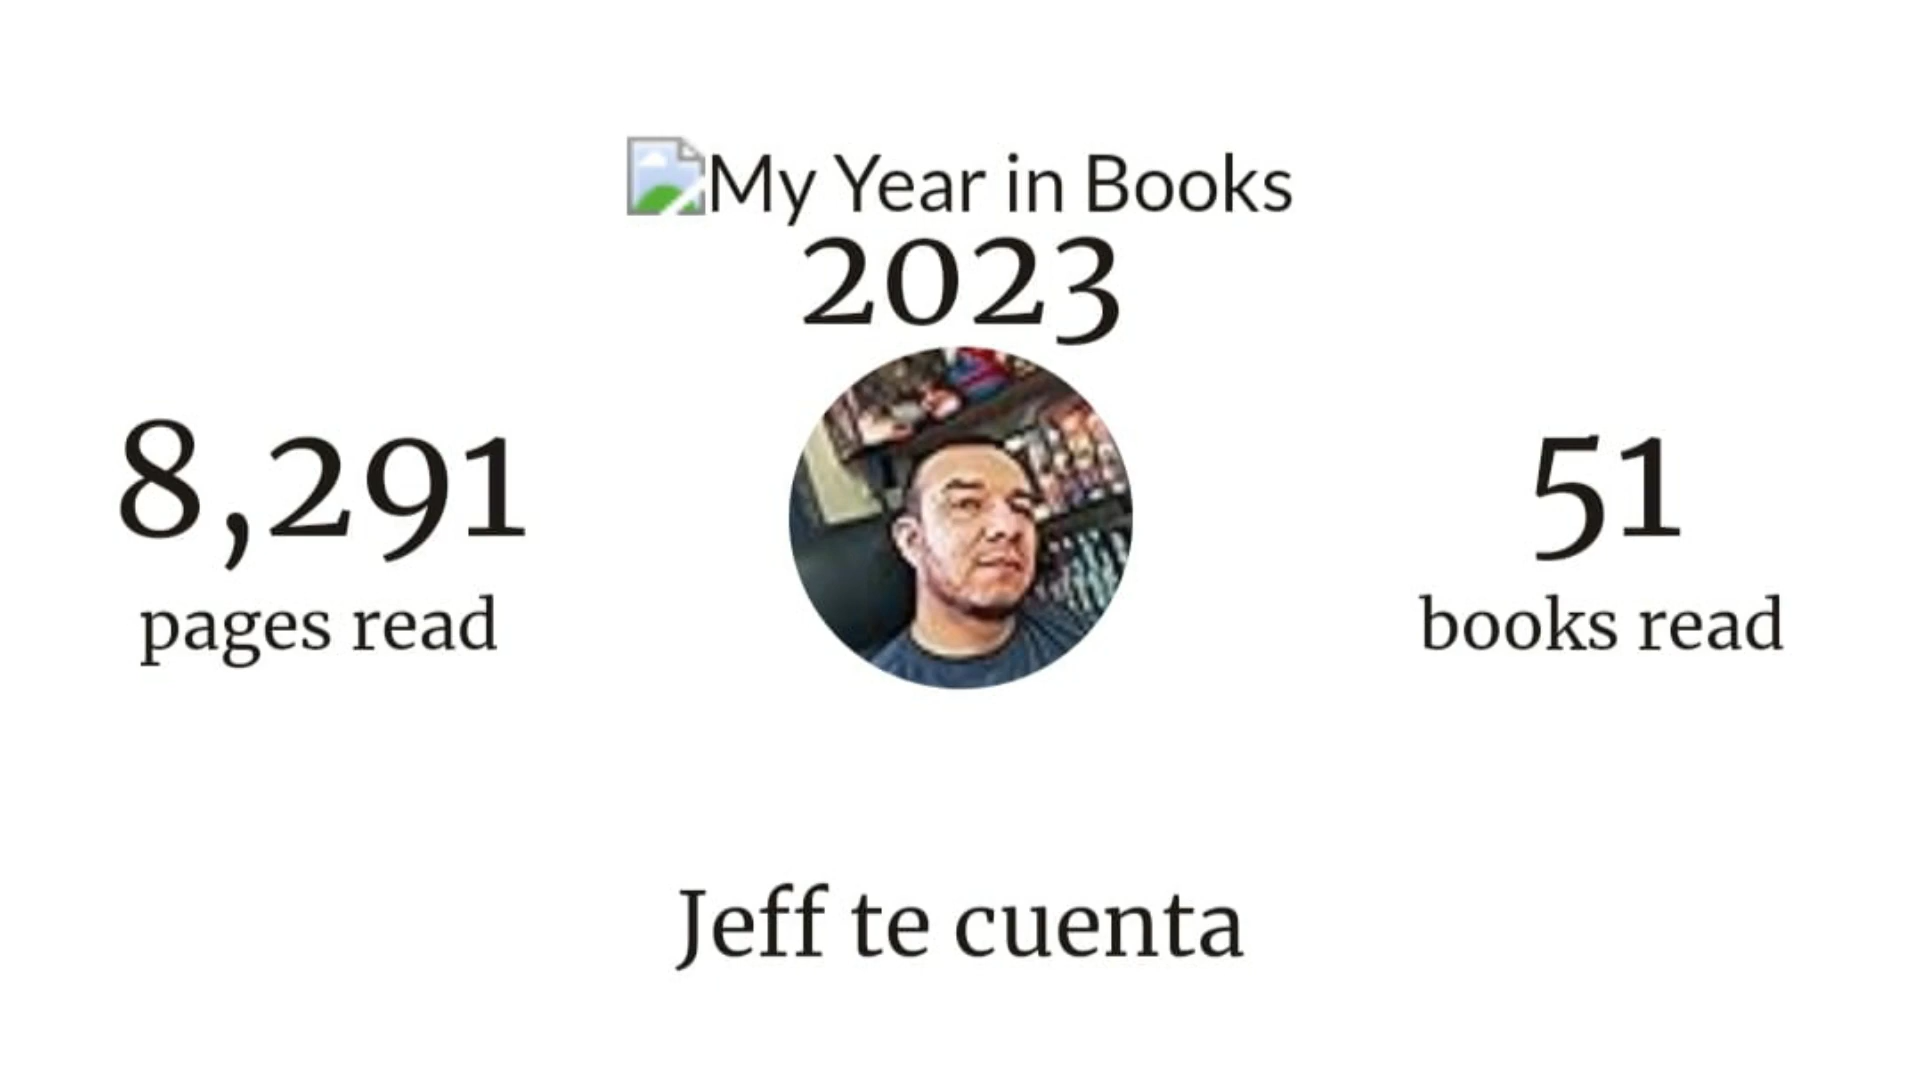 My Year in Books
2023
8,291
pages read
51
books read
Jeff te cuenta